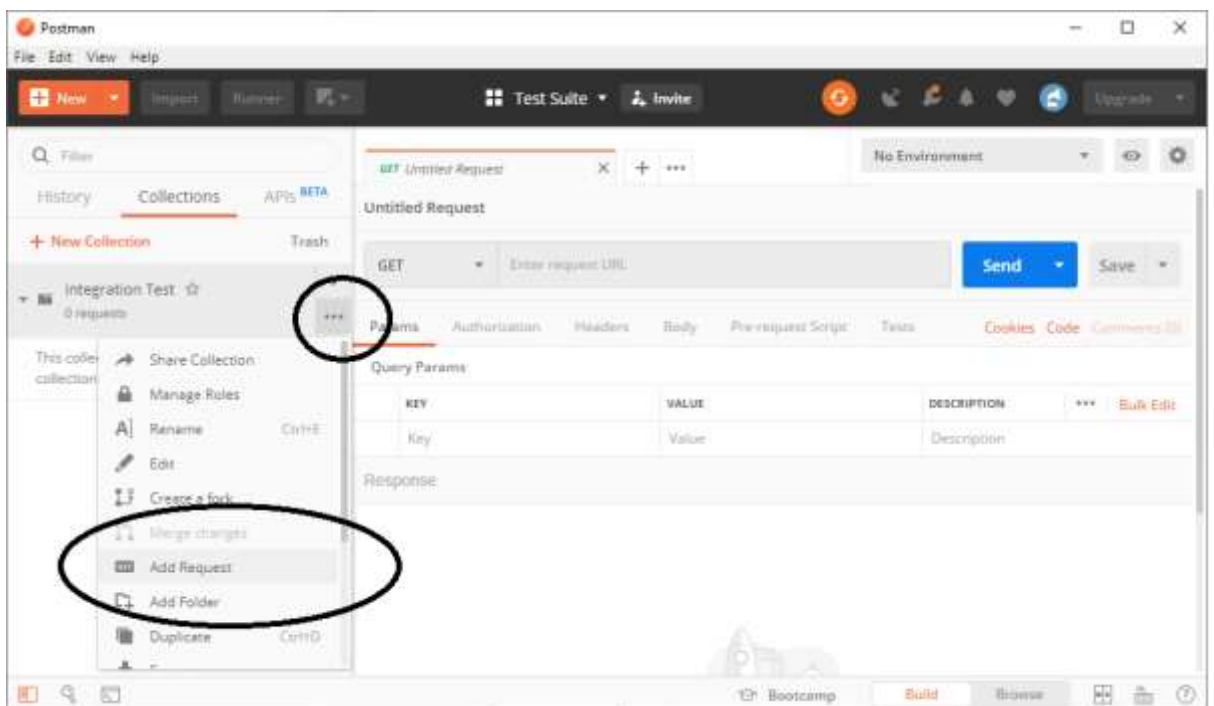 Postman
File Edit View Help
New Import Runner Test Suite Invite Upgrade
Filter
GET Untitled Request
No Environment
History Collections APIs BETA
Untitled Request
+ New Collection Trash
GET Enter request URL Send Save
Integration Test
0 requests
Params Authorization Headers Body Pre-request Script Tests Cookies Code Comments (0)
This collection
Share Collection
Query Params
Manage Roles
KEY VALUE DESCRIPTION Bulk Edit
Rename Ctrl+E
Key Value Description
Edit
Response
Create a fork
Merge changes
Add Request
Add Folder
Duplicate Ctrl+D
Bootcamp Build Browse